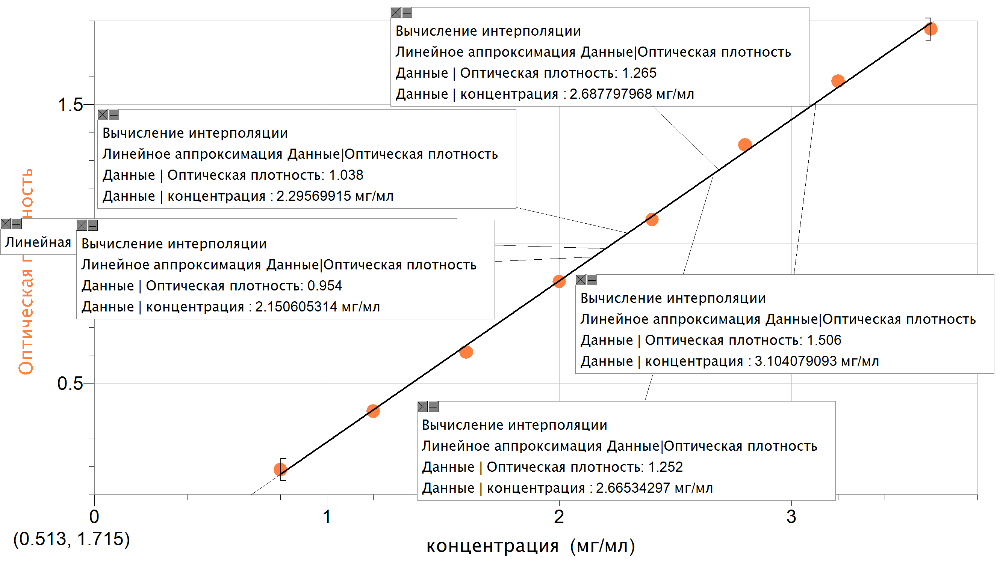 Вычисление интерполяции
Линейное аппроксимация Данные|Оптическая плотность
Данные | Оптическая плотность: 1.265
Данные | концентрация : 2.687797968 мг/мл
1.5
Вычисление интерполяции
Линейное аппроксимация Данные|Оптическая плотность
Данные | Оптическая плотность: 1.038
Данные | концентрация : 2.29569915 мг/мл
Оптическая
Линейная
Вычисление интерполяции
Линейное аппроксимация Данные|Оптическая плотность
Данные | Оптическая плотность: 0.954
Данные | концентрация : 2.150605314 мг/мл
Вычисление интерполяции
Линейное аппроксимация Данные|Оптическая плотность
Данные | Оптическая плотность: 1.506
Данные | концентрация : 3.104079093 мг/мл
0.5
Вычисление интерполяции
Линейное аппроксимация Данные|Оптическая плотность
Данные | Оптическая плотность: 1.252
Данные | концентрация : 2.66534297 мг/мл
0 1 2 3
(0.513, 1.715)
концентрация (мг/мл)